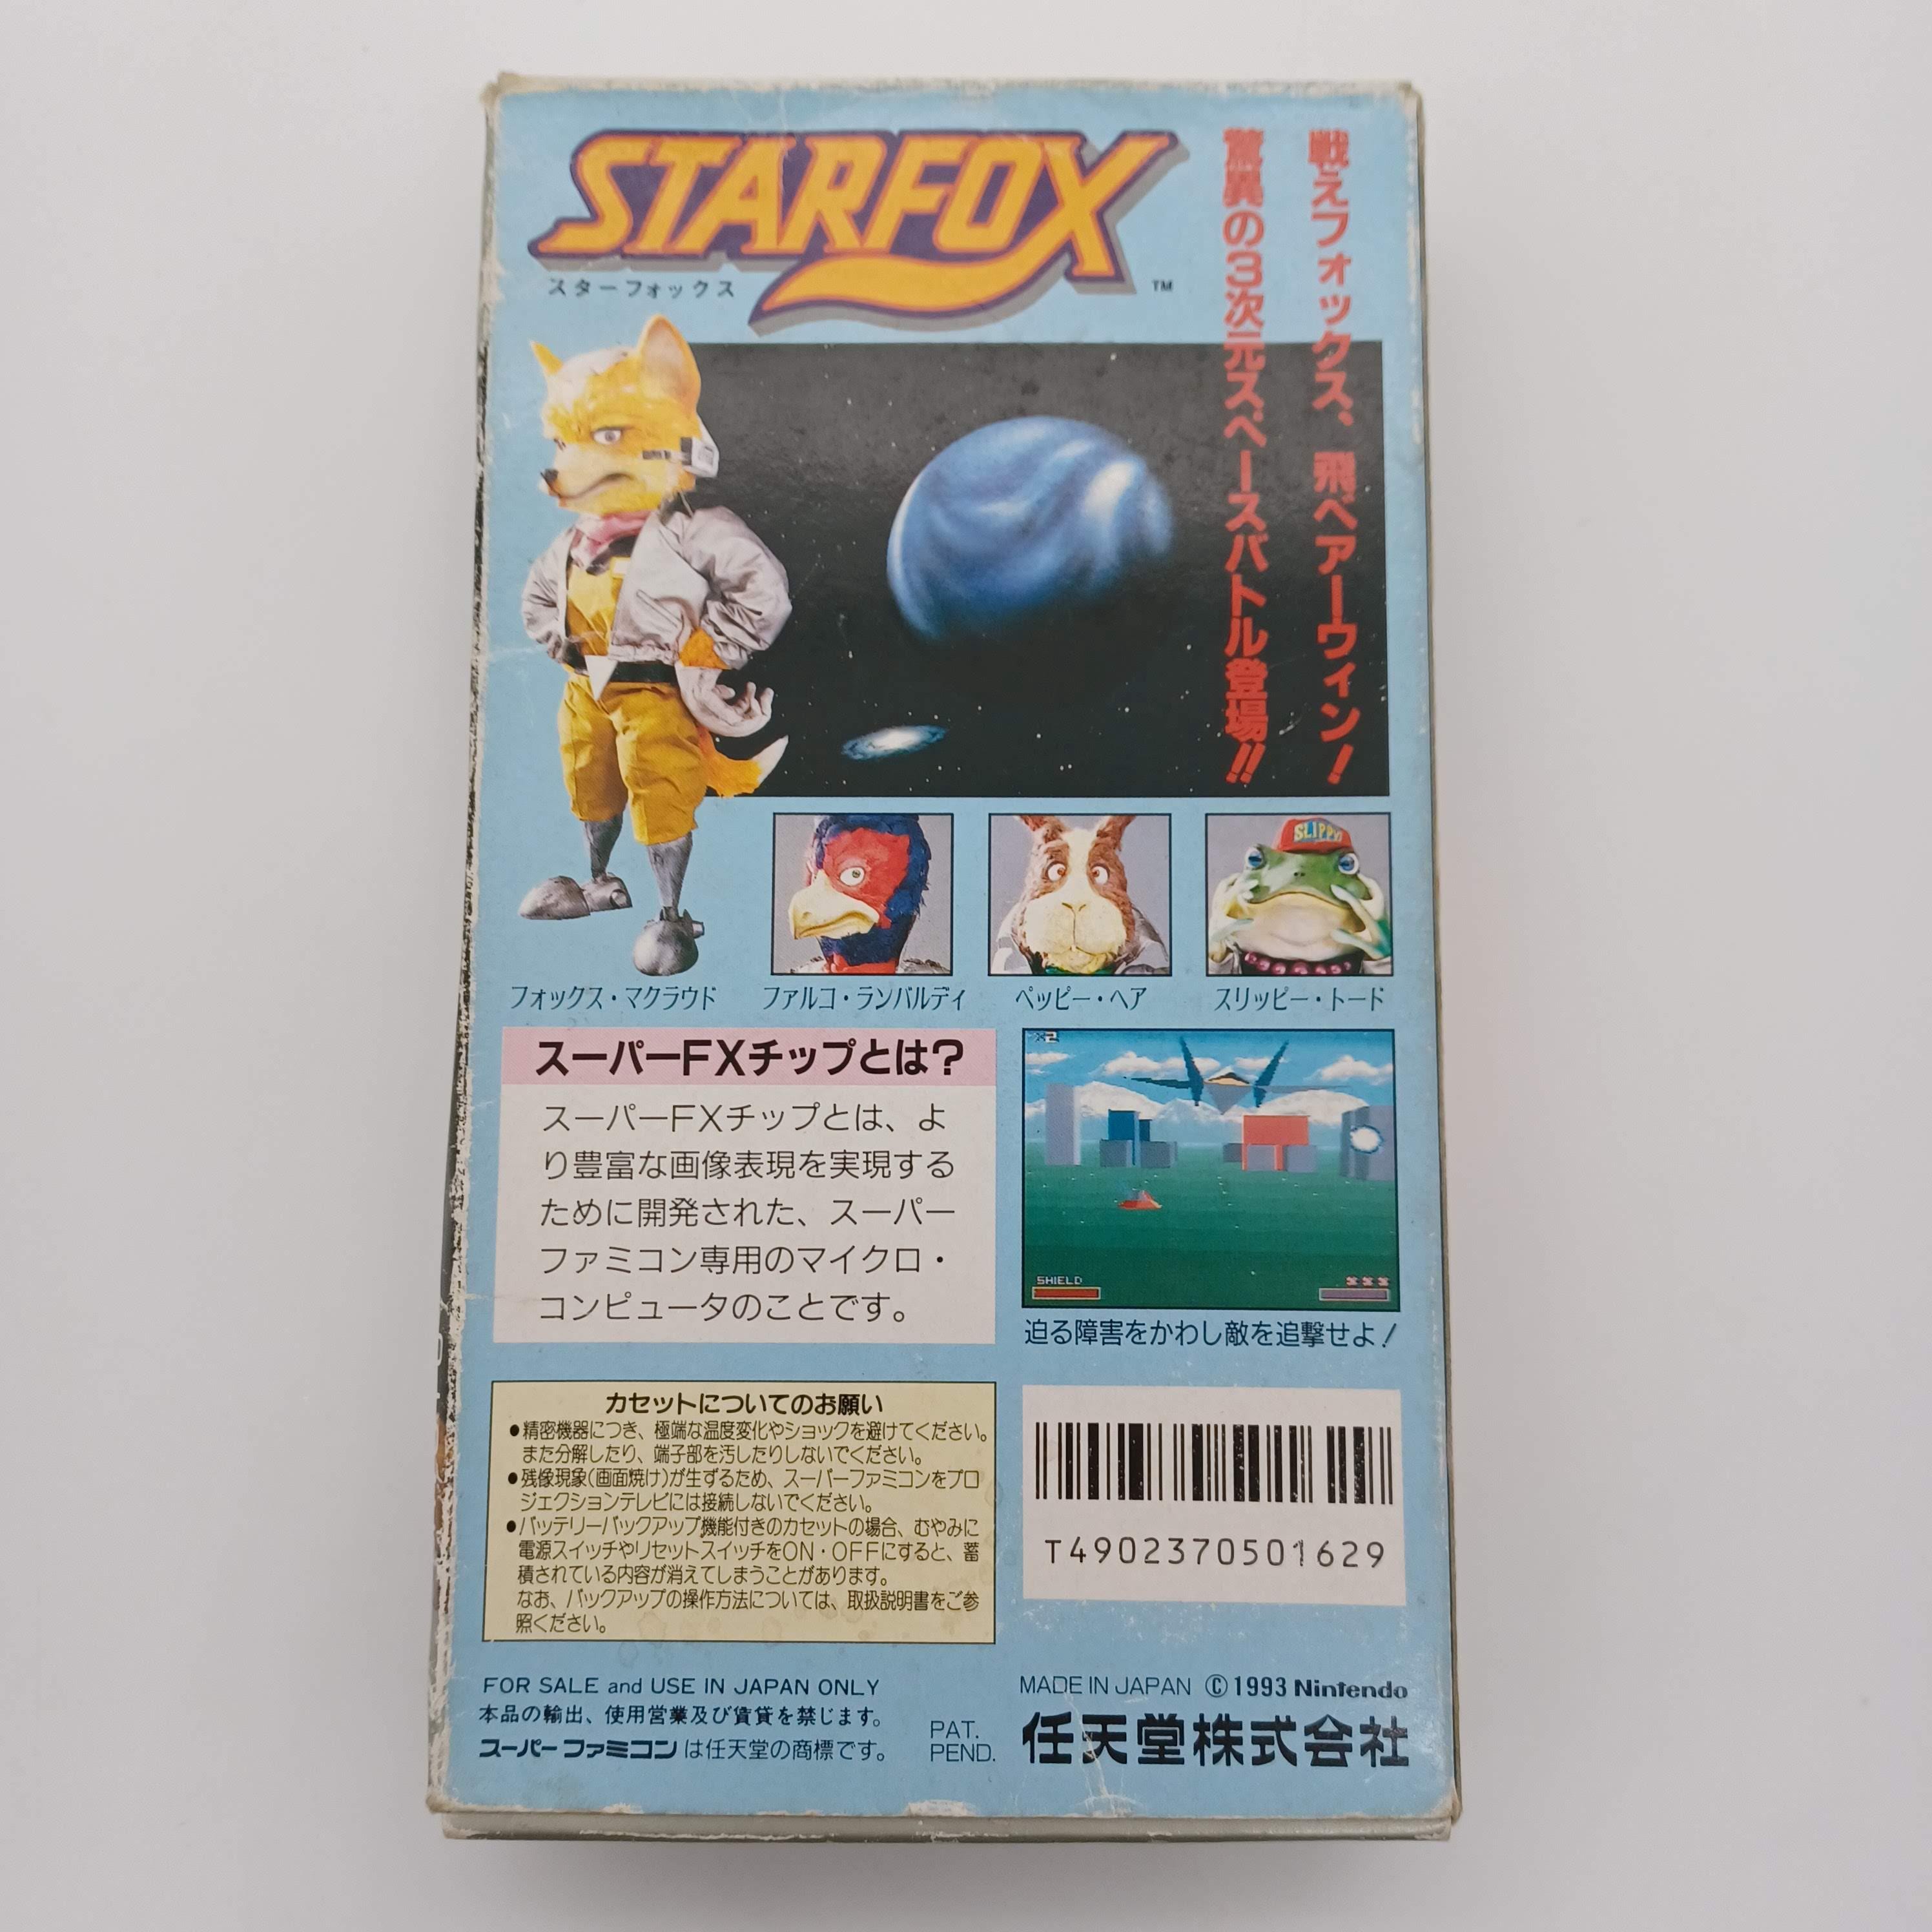 STARFOX
スターフォックス
TM
戦えフォックス、飛べアーウィン!
驚異の3次元スペースバトル登場!!
SLIPPY
フォックス・マクラウド
ファルコ・ランバルディ
ペッピー・ヘア
スリッピー・トード
スーパーFXチップとは?
スーパーFXチップとは、よ
り豊富な画像表現を実現する
ために開発された、スーパー
ファミコン専用のマイクロ・
コンピュータのことです。
X2
SHIELD
迫る障害をかわし敵を追撃せよ!
カセットについてのお願い
●精密機器につき、極端な温度変化やショックを避けてください。
また分解したり、端子部を汚したりしないでください。
●残像現象(画面焼け)が生ずるため、スーパーファミコンをプロ
ジェクションテレビには接続しないでください。
●バッテリーバックアップ機能付きのカセットの場合、むやみに
電源スイッチやリセットスイッチをON・OFFにすると、蓄
積されている内容が消えてしまうことがあります。
なお、バックアップの操作方法については、取扱説明書をご参
照ください。
T4902370501629
FOR SALE and USE IN JAPAN ONLY
本品の輸出、使用営業及び賃貸を禁じます。
スーパーファミコンは任天堂の商標です。
PAT.
PEND.
MADE IN JAPAN ©1993 Nintendo
任天堂株式会社